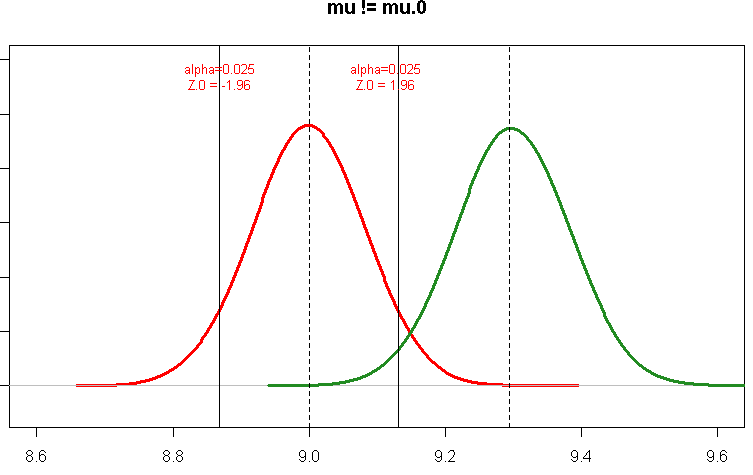 mu != mu.0
alpha=0.025
Z.0 = -1.96
alpha=0.025
Z.0 = 1.96
8.6 8.8 9.0 9.2 9.4 9.6